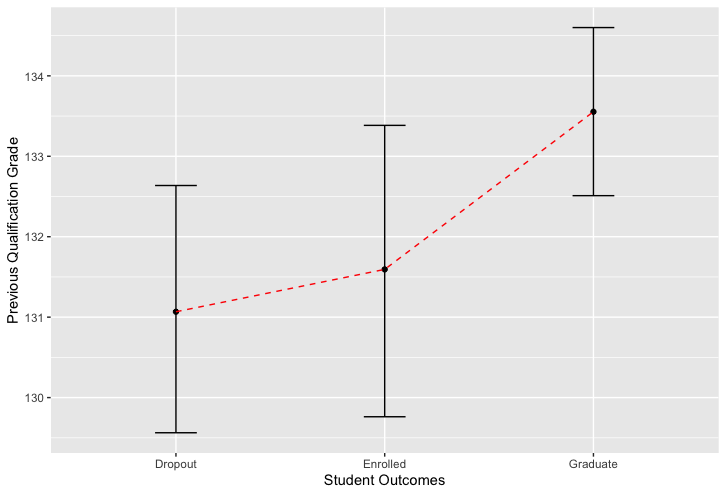 Previous Qualification Grade
134
133
132
131
130
Dropout Enrolled Graduate
Student Outcomes